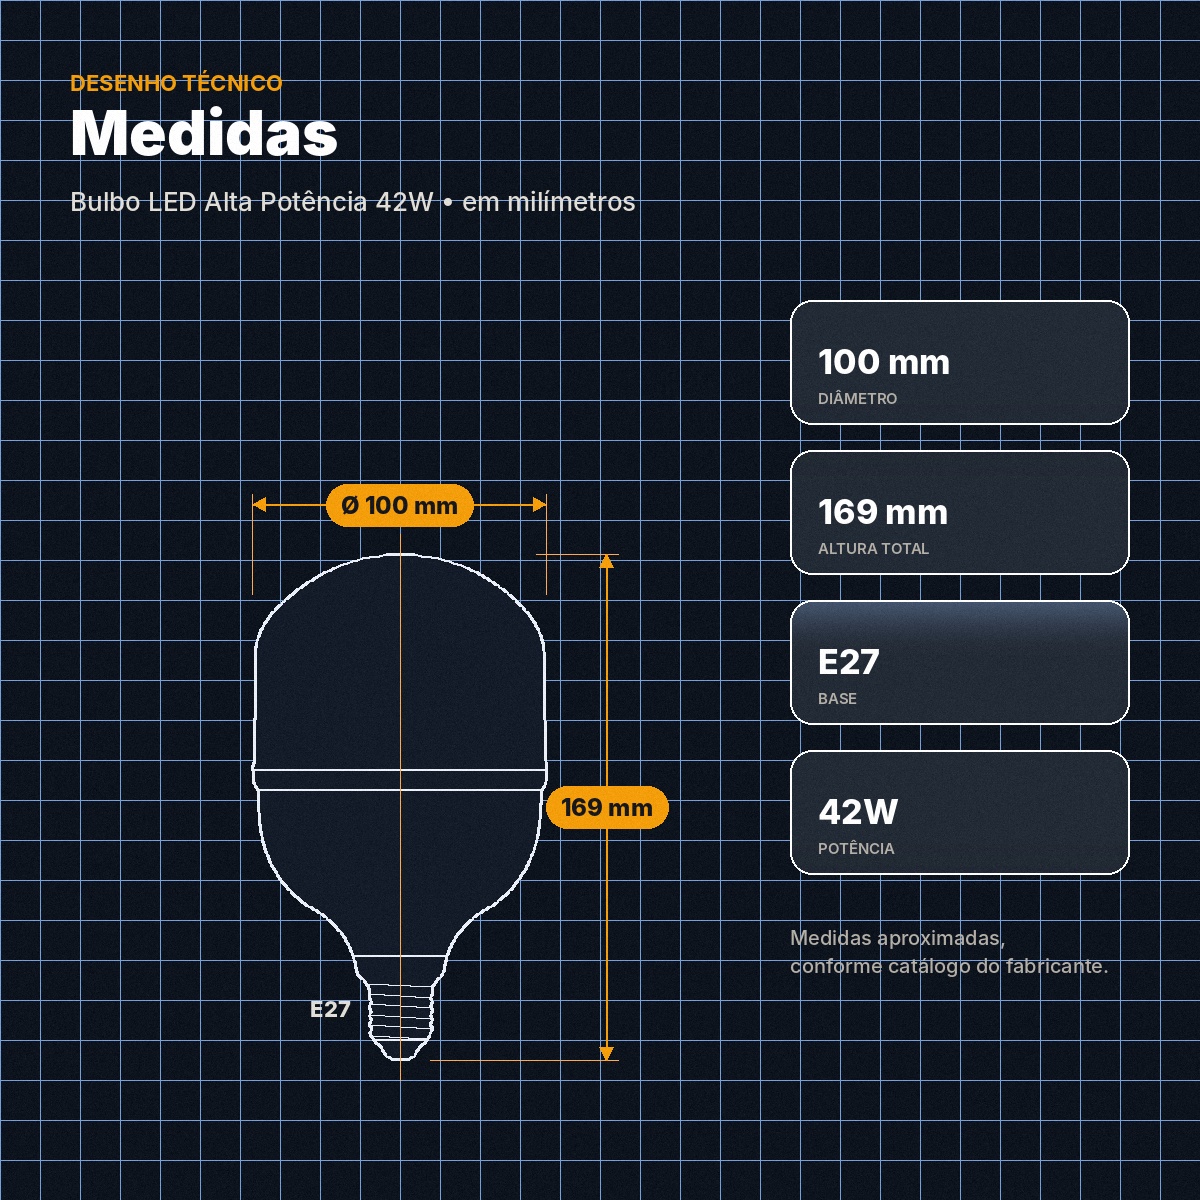 DESENHO TÉCNICO
Medidas
Bulbo LED Alta Potência 42W • em milímetros
100 mm
DIÂMETRO
169 mm
ALTURA TOTAL
E27
BASE
42W
POTÊNCIA
Medidas aproximadas,
conforme catálogo do fabricante.
Ø 100 mm
169 mm
E27